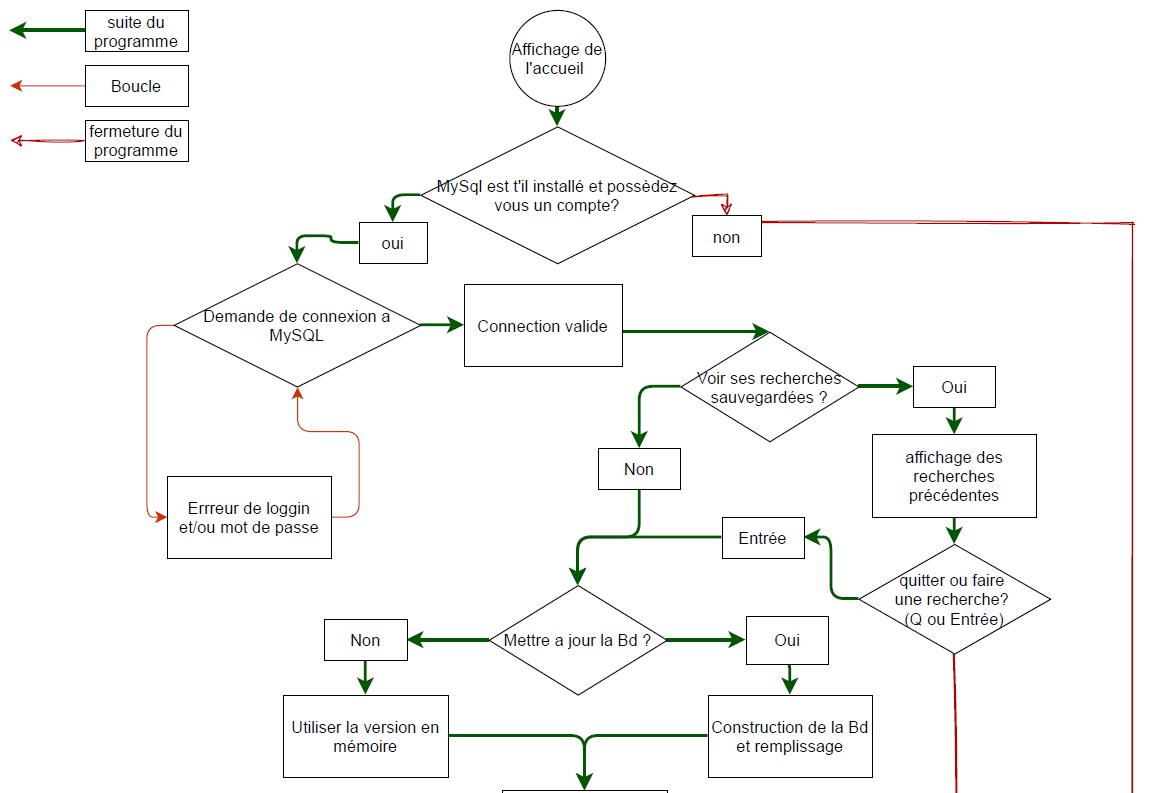 suite du
programme
Boucle
fermeture du
programme
Affichage de
l'accueil
MySql est t'il installé et possèdez
vous un compte?
oui
non
Demande de connexion a
MySQL
Connection valide
Voir ses recherches
sauvegardées ?
Oui
Non
affichage des
recherches
précédentes
Errreur de loggin
et/ou mot de passe
Entrée
quitter ou faire
une recherche?
(Q ou Entrée)
Non
Mettre a jour la Bd ?
Oui
Utiliser la version en
mémoire
Construction de la Bd
et remplissage